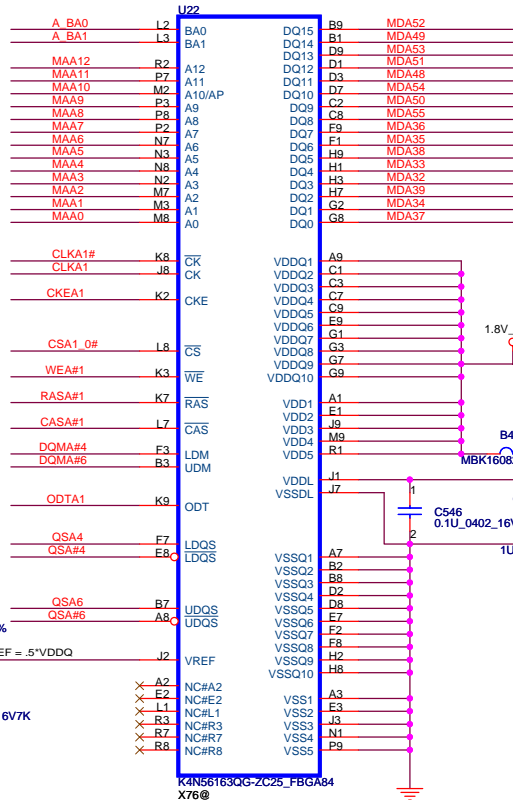 U22
A_BA0 L2 BA0 DQ15 B9 MDA52
A_BA1 L3 BA1 DQ14 B1 MDA49
DQ13 D9 MDA53
MAA12 R2 A12 DQ12 D1 MDA51
MAA11 P7 A11 DQ11 D3 MDA48
MAA10 M2 A10/AP DQ10 D7 MDA54
MAA9 P3 A9 DQ9 C2 MDA50
MAA8 P8 A8 DQ8 C8 MDA55
MAA7 P2 A7 DQ7 F9 MDA36
MAA6 N7 A6 DQ6 F1 MDA35
MAA5 N3 A5 DQ5 H9 MDA38
MAA4 N8 A4 DQ4 H1 MDA33
MAA3 N2 A3 DQ3 H3 MDA32
MAA2 M7 A2 DQ2 H7 MDA39
MAA1 M3 A1 DQ1 G2 MDA34
MAA0 M8 A0 DQ0 G8 MDA37
CLKA1# K8 CK VDDQ1 A9
CLKA1 J8 CK VDDQ2 C1
VDDQ3 C3
CKEA1 K2 CKE VDDQ4 C7
VDDQ5 C9
VDDQ6 E9
VDDQ7 G1
1.8V_
CSA1_0# L8 CS VDDQ8 G3
VDDQ9 G7
WEA#1 K3 WE VDDQ10 G9
RASA#1 K7 RAS VDD1 A1
VDD2 E1
CASA#1 L7 CAS VDD3 J9
VDD4 M9
B4
DQMA#4 F3 LDM VDD5 R1
MBK1608
DQMA#6 B3 UDM
VDDL J1
VSSDL J7
1
ODTA1 K9 ODT
C546
0.1U_0402_16V
2
QSA4 F7 LDQS
1U
QSA#4 E8 LDQS VSSQ1 A7
VSSQ2 B2
VSSQ3 B8
VSSQ4 D2
QSA6 B7 UDQS VSSQ5 D8
QSA#6 A8 UDQS VSSQ6 E7
%
VSSQ7 F2
VSSQ8 F8
EF = .5*VDDQ J2 VREF VSSQ9 H2
VSSQ10 H8
A2 NC#A2
E2 NC#E2 VSS1 A3
L1 NC#L1 VSS2 E3
6V7K
R3 NC#R3 VSS3 J3
R7 NC#R7 VSS4 N1
R8 NC#R8 VSS5 P9
K4N56163QG-ZC25_FBGA84
X76@